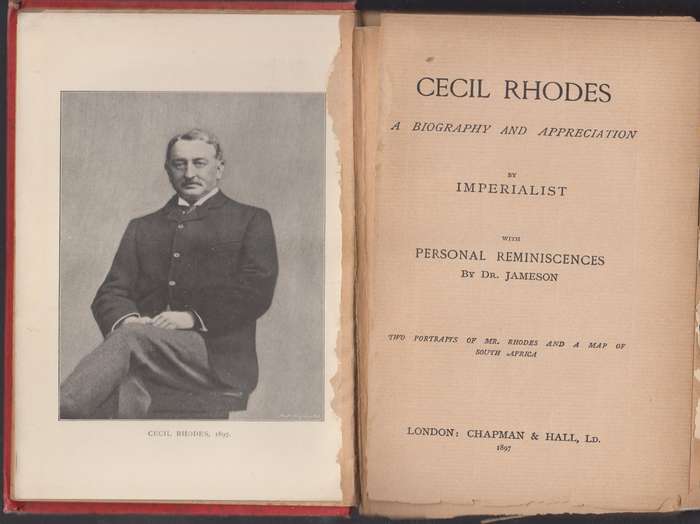 CECIL RHODES, 1897.
CECIL RHODES
A BIOGRAPHY AND APPRECIATION
BY
IMPERIALIST
WITH
PERSONAL REMINISCENCES
BY DR. JAMESON
TWO PORTRAITS OF MR. RHODES AND A MAP OF
SOUTH AFRICA
LONDON: CHAPMAN & HALL, LD.
1897